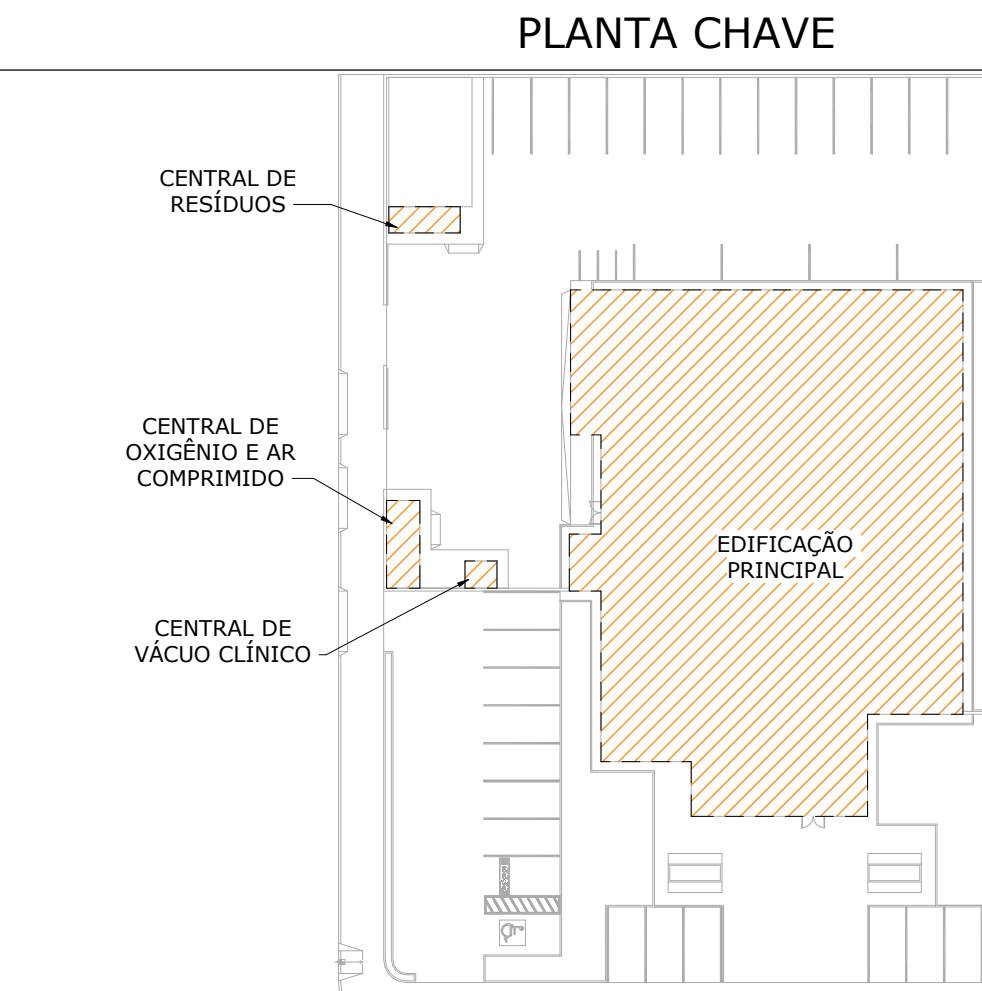 PLANTA CHAVE
CENTRAL DE
RESÍDUOS
CENTRAL DE
OXIGÊNIO E AR
COMPRIMIDO
EDIFICAÇÃO
PRINCIPAL
CENTRAL DE
VÁCUO CLÍNICO